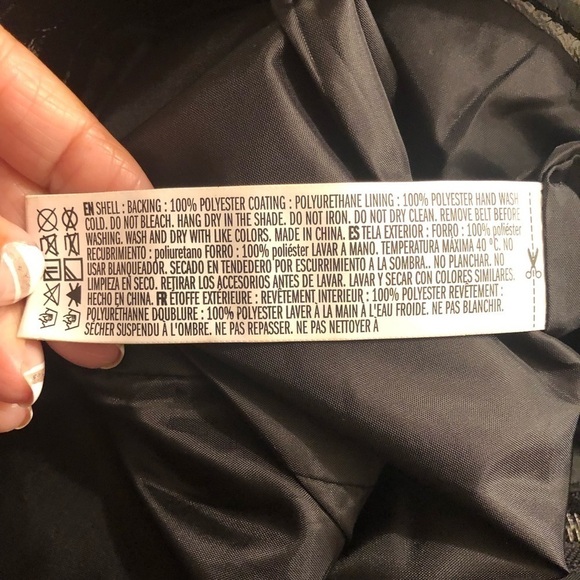 EN SHELL : BACKING : 100% POLYESTER COATING : POLYURETHANE LINING : 100% POLYESTER HAND WASH
COLD. DO NOT BLEACH. HANG DRY IN THE SHADE. DO NOT IRON. DO NOT DRY CLEAN. REMOVE BELT BEFORE
WASHING. WASH AND DRY WITH LIKE COLORS. MADE IN CHINA. ES TELA EXTERIOR : FORRO : 100% poliéster
RECUBRIMIENTO : poliuretano FORRO : 100% poliéster LAVAR A MANO. TEMPERATURA MÁXIMA 40 ºC. NO
USAR BLANQUEADOR. SECADO EN TENDEDERO POR ESCURRIMIENTO A LA SOMBRA.. NO PLANCHAR. NO
LIMPIEZA EN SECO. RETIRAR LOS ACCESORIOS ANTES DE LAVAR. LAVAR Y SECAR CON COLORES SIMILARES.
HECHO EN CHINA. FR ETOFFE EXTÉRIEURE : REVÊTEMENT INTERIEUR : 100% POLYESTER REVÊTEMENT :
POLYURÉTHANNE DOUBLURE : 100% POLYESTER LAVER À LA MAIN À L'EAU FROIDE. NE PAS BLANCHIR.
SÉCHER SUSPENDU À L'OMBRE. NE PAS REPASSER. NE PAS NETTOYER À